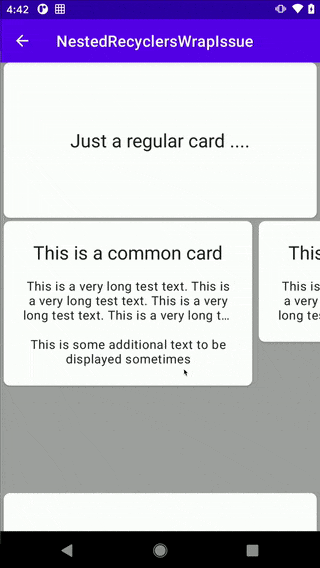 4:42
NestedRecyclersWrapIssue
Just a regular card ....
This is a common card
This is a very long test text. This is
a very long test text. This is a very
long test text. This is a very long t…
This is some additional text to be
displayed sometimes
This
This is
a very
long tes